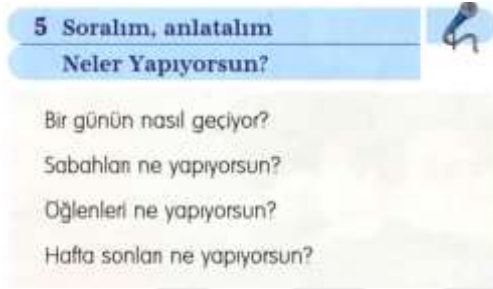 5 Soralım, anlatalım
Neler Yapıyorsun?
Bir günün nasıl geçiyor?
Sabahları ne yapıyorsun?
Öğlenleri ne yapıyorsun?
Hafta sonları ne yapıyorsun?